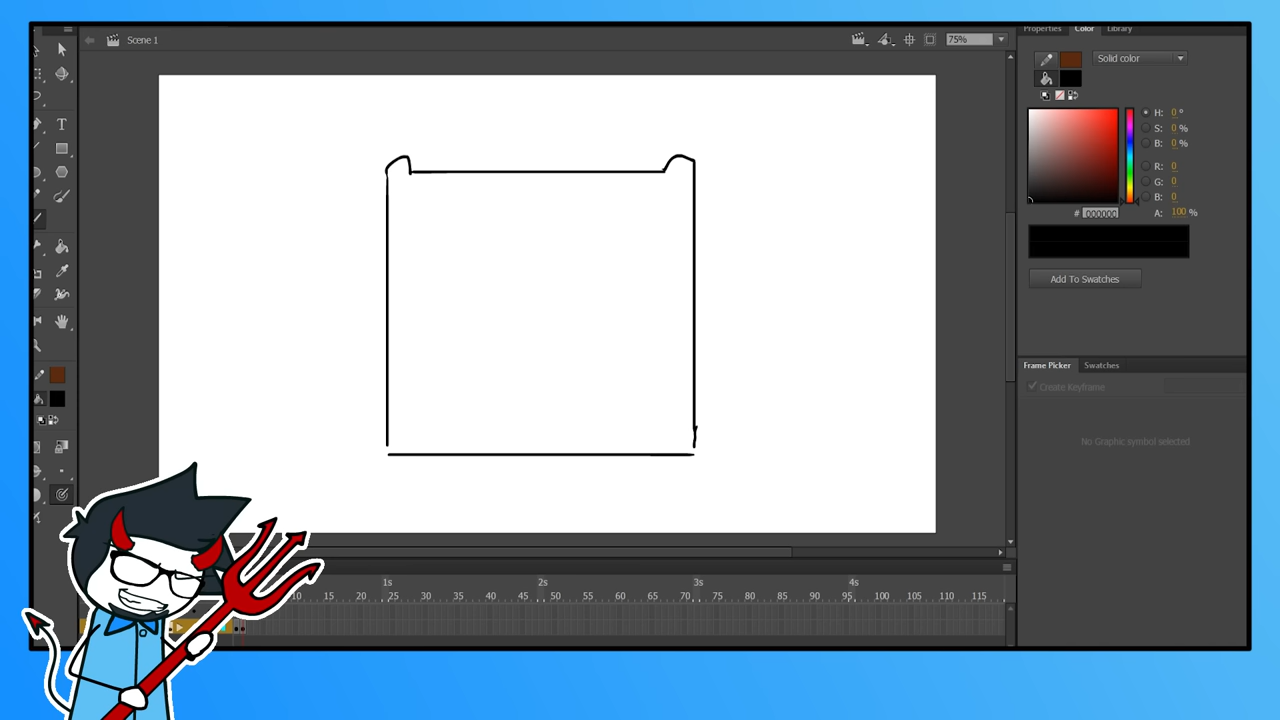 Scene 1
75%
Properties Color Library
Solid color
H: 0 °
S: 0 %
B: 0 %
R: 0
G: 0
B: 0
# 000000 A: 100 %
Add To Swatches
Frame Picker Swatches
Create Keyframe
No Graphic symbol selected
T
1s 2s 3s 4s
10 15 20 25 30 35 40 45 50 55 60 65 70 75 80 85 90 95 100 105 110 115